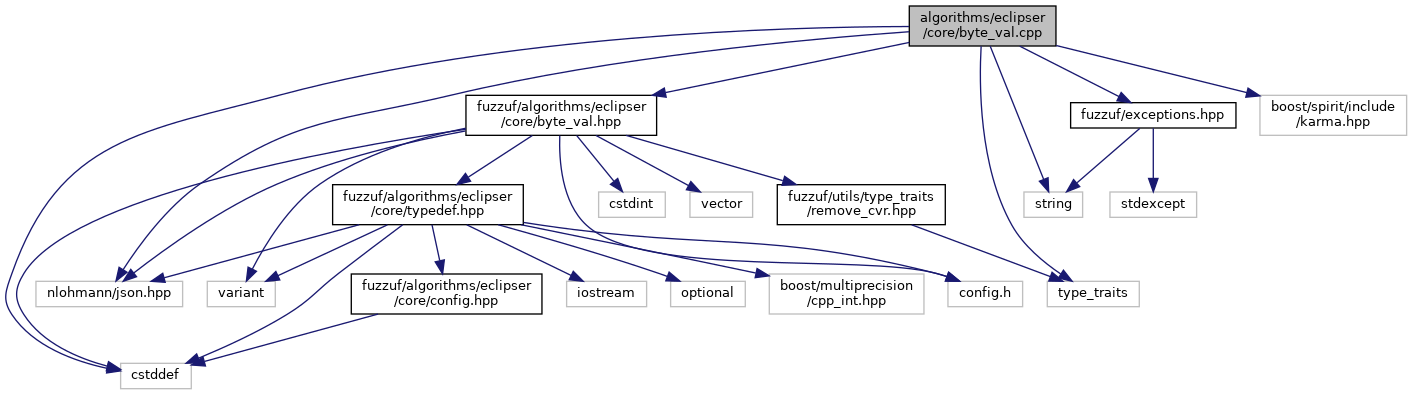 algorithms/eclipser
/core/byte_val.cpp
fuzzuf/algorithms/eclipser
/core/byte_val.hpp
fuzzuf/exceptions.hpp
boost/spirit/include
/karma.hpp
fuzzuf/algorithms/eclipser
/core/typedef.hpp
cstdint
vector
fuzzuf/utils/type_traits
/remove_cvr.hpp
string
stdexcept
nlohmann/json.hpp
variant
fuzzuf/algorithms/eclipser
/core/config.hpp
iostream
optional
boost/multiprecision
/cpp_int.hpp
config.h
type_traits
cstddef